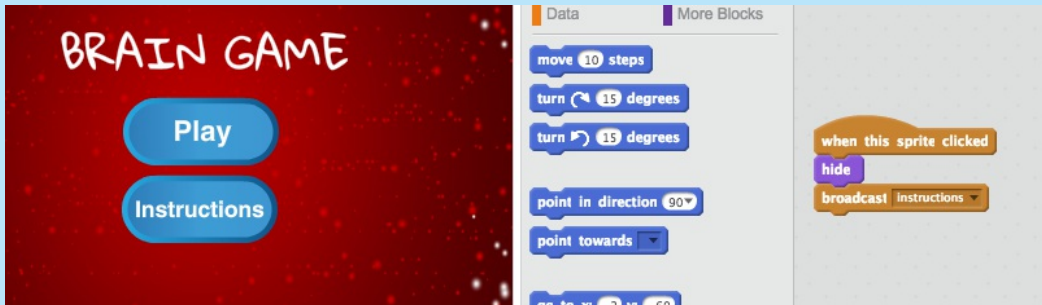 BRAIN GAME
Play
Instructions
Data
More Blocks
move 10 steps
turn 15 degrees
turn 15 degrees
point in direction 90
point towards
when this sprite clicked
hide
broadcast instructions